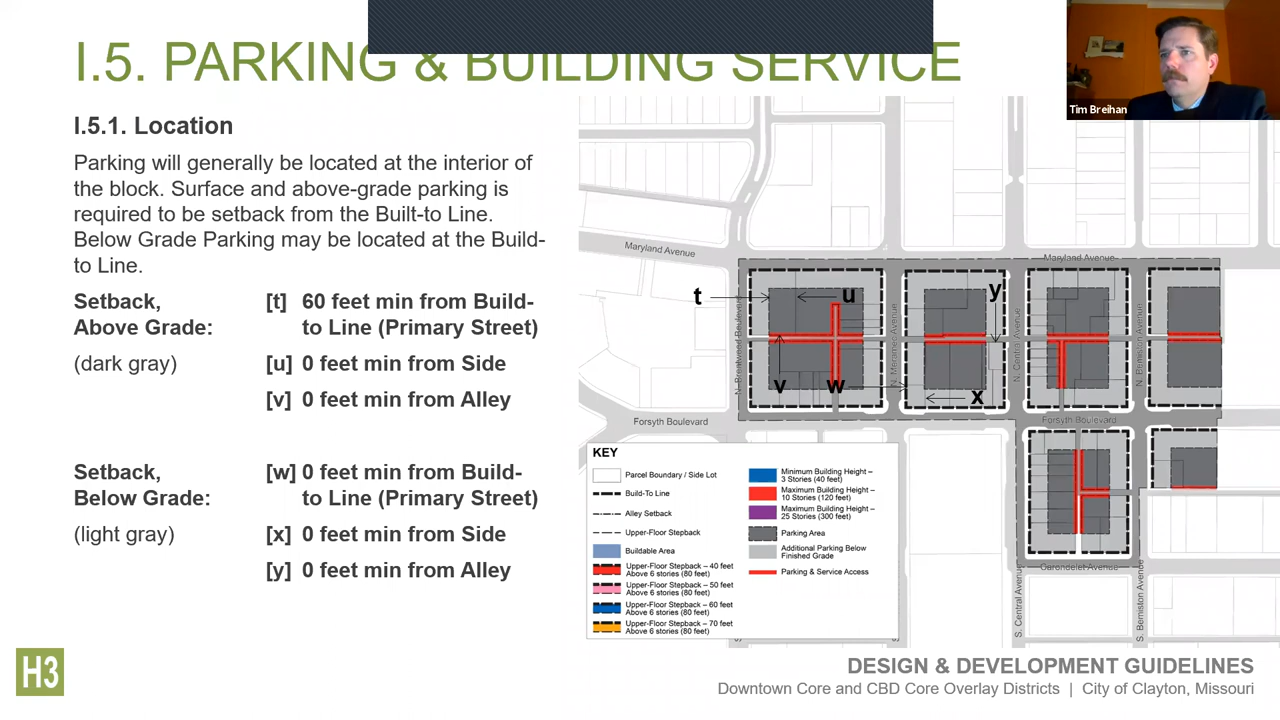 I.5. PARKING & BUILDING SERVICE
Tim Breihan
I.5.1. Location
Parking will generally be located at the interior of
the block. Surface and above-grade parking is
required to be setback from the Built-to Line.
Below Grade Parking may be located at the Build-
to Line.
Setback, [t] 60 feet min from Build-
Above Grade: to Line (Primary Street)
(dark gray) [u] 0 feet min from Side
[v] 0 feet min from Alley
Setback, [w] 0 feet min from Build-
Below Grade: to Line (Primary Street)
(light gray) [x] 0 feet min from Side
[y] 0 feet min from Alley
Maryland Avenue
Maryland Avenue
t
u
y
v
w
x
N. Brentwood Boulevard
N. Meramec Avenue
N. Central Avenue
N. Bemiston Avenue
Forsyth Boulevard
Forsyth Boulevard
Carondelet Avenue
S. Central Avenue
S. Bemiston Avenue
KEY
Parcel Boundary / Side Lot
Build-To Line
Alley Setback
Upper-Floor Stepback
Buildable Area
Upper-Floor Stepback – 40 feet
Above 6 stories (80 feet)
Upper-Floor Stepback – 50 feet
Above 6 stories (80 feet)
Upper-Floor Stepback – 60 feet
Above 6 stories (80 feet)
Upper-Floor Stepback – 70 feet
Above 6 stories (80 feet)
Minimum Building Height –
3 Stories (40 feet)
Maximum Building Height –
10 Stories (120 feet)
Maximum Building Height –
25 Stories (300 feet)
Parking Area
Additional Parking Below
Finished Grade
Parking & Service Access
H3
DESIGN & DEVELOPMENT GUIDELINES
Downtown Core and CBD Core Overlay Districts | City of Clayton, Missouri